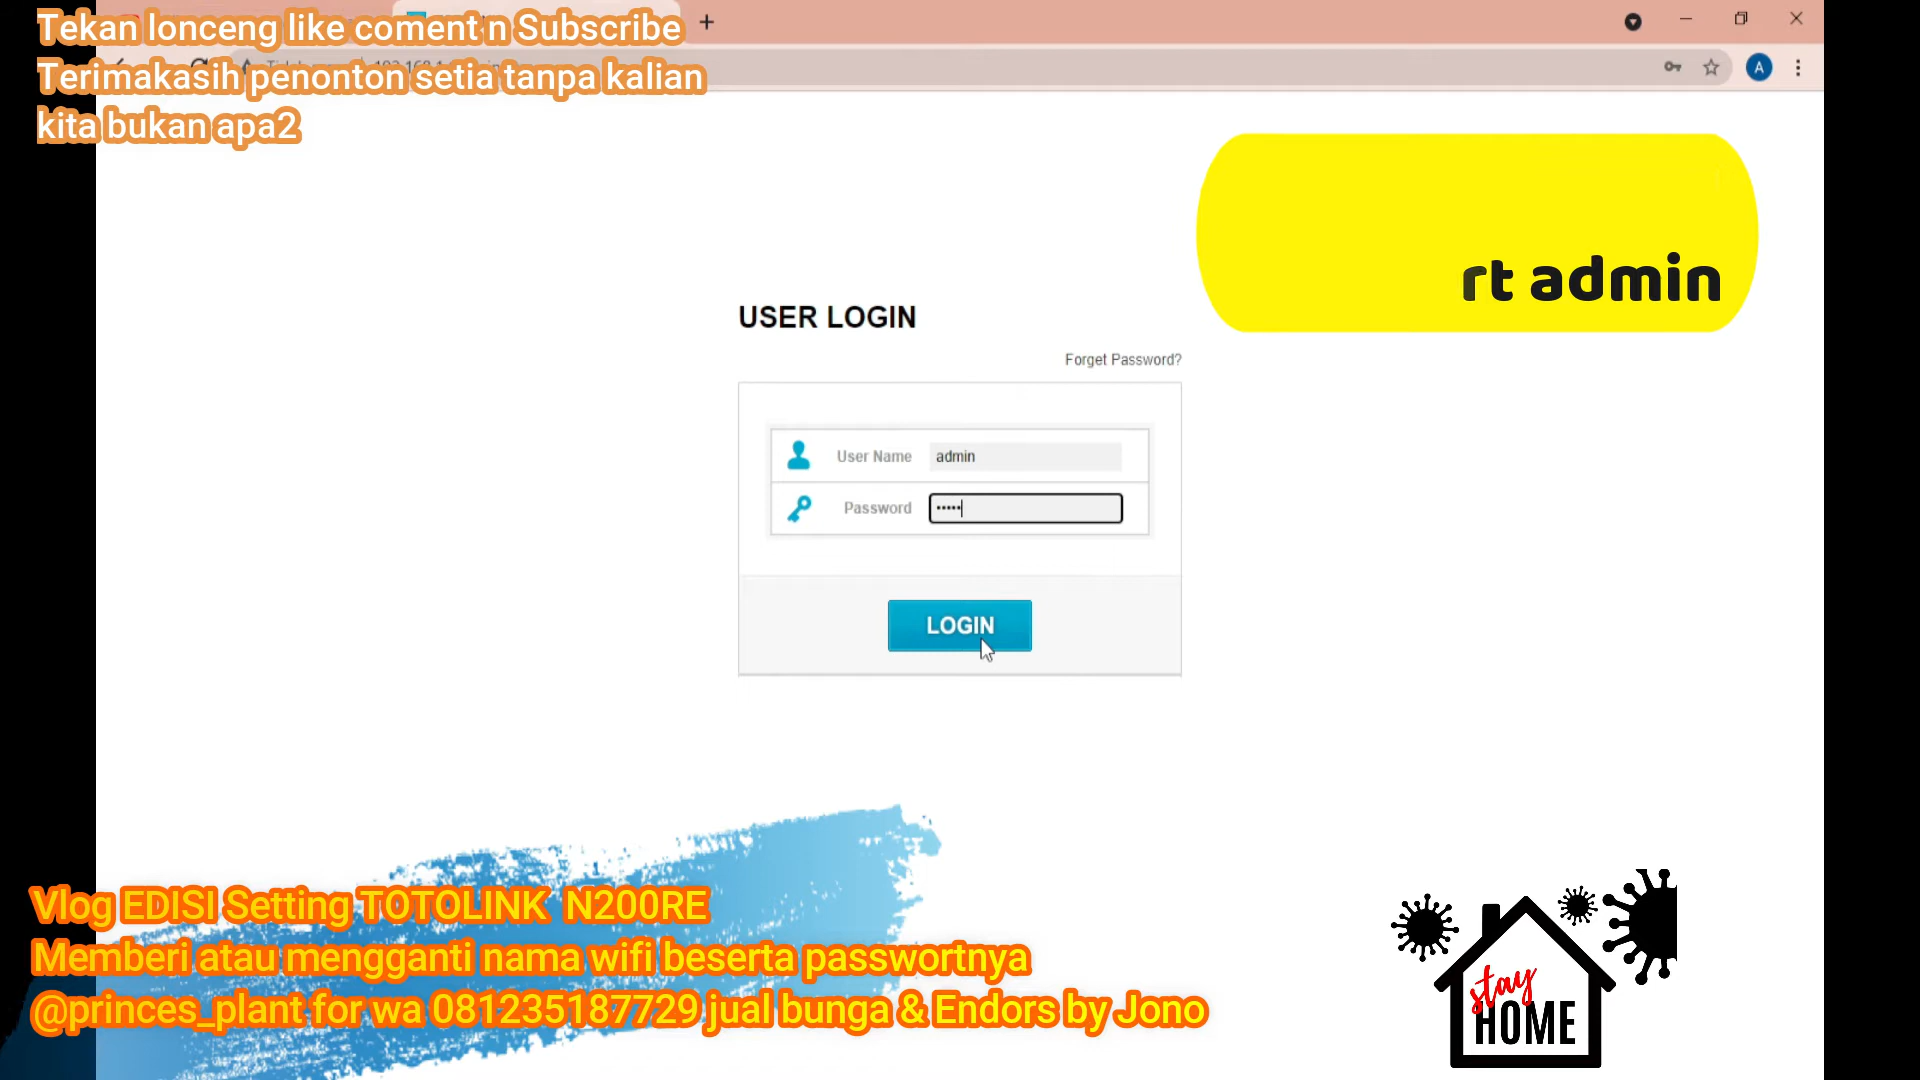 Tekan lonceng like coment n Subscribe
Terimakasih penonton setia tanpa kalian
kita bukan apa2
A
rt admin
USER LOGIN
Forget Password?
User Name admin
Password •••••
LOGIN
Vlog EDISI Setting TOTOLINK N200RE
Memberi atau mengganti nama wifi beserta passwortnya
@princes_plant for wa 081235187729 jual bunga & Endors by Jono
stay
HOME